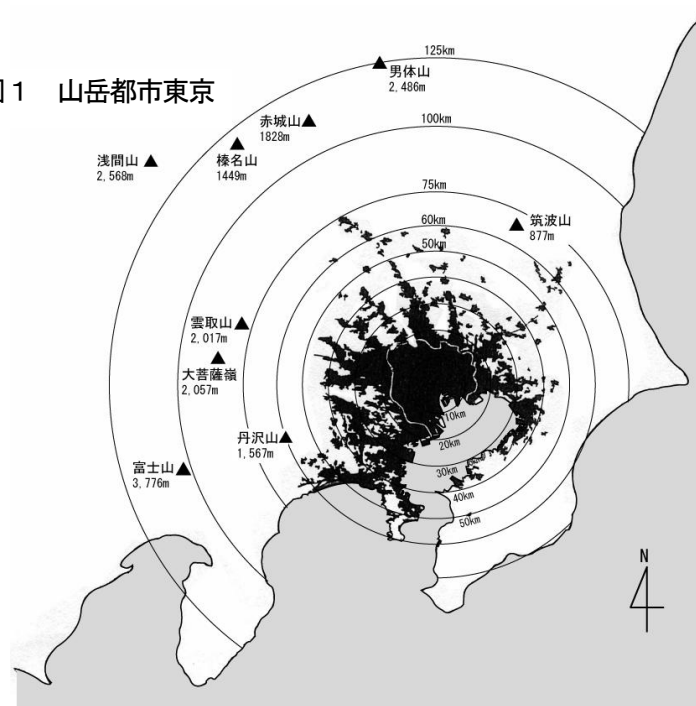 図1 山岳都市東京
125km
男体山
2,486m
赤城山
1828m
100km
榛名山
1449m
浅間山
2,568m
75km
筑波山
877m
60km
50km
雲取山
2,017m
大菩薩嶺
2,057m
10km
丹沢山
1,567m
20km
富士山
3,776m
30km
40km
50km
N